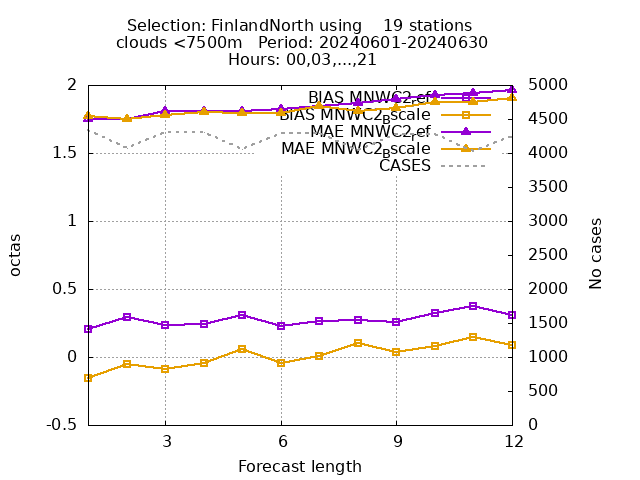 Selection: FinlandNorth using    19 stations
clouds <7500m   Period: 20240601-20240630
Hours: 00,03,...,21
BIAS MNWC2_ref
BIAS MNWC2_Bscale
MAE MNWC2_ref
MAE MNWC2_Bscale
CASES
2
1.5
1
0.5
0
-0.5
octas
5000
4500
4000
3500
3000
2500
2000
1500
1000
500
0
No cases
3 6 9 12
Forecast length